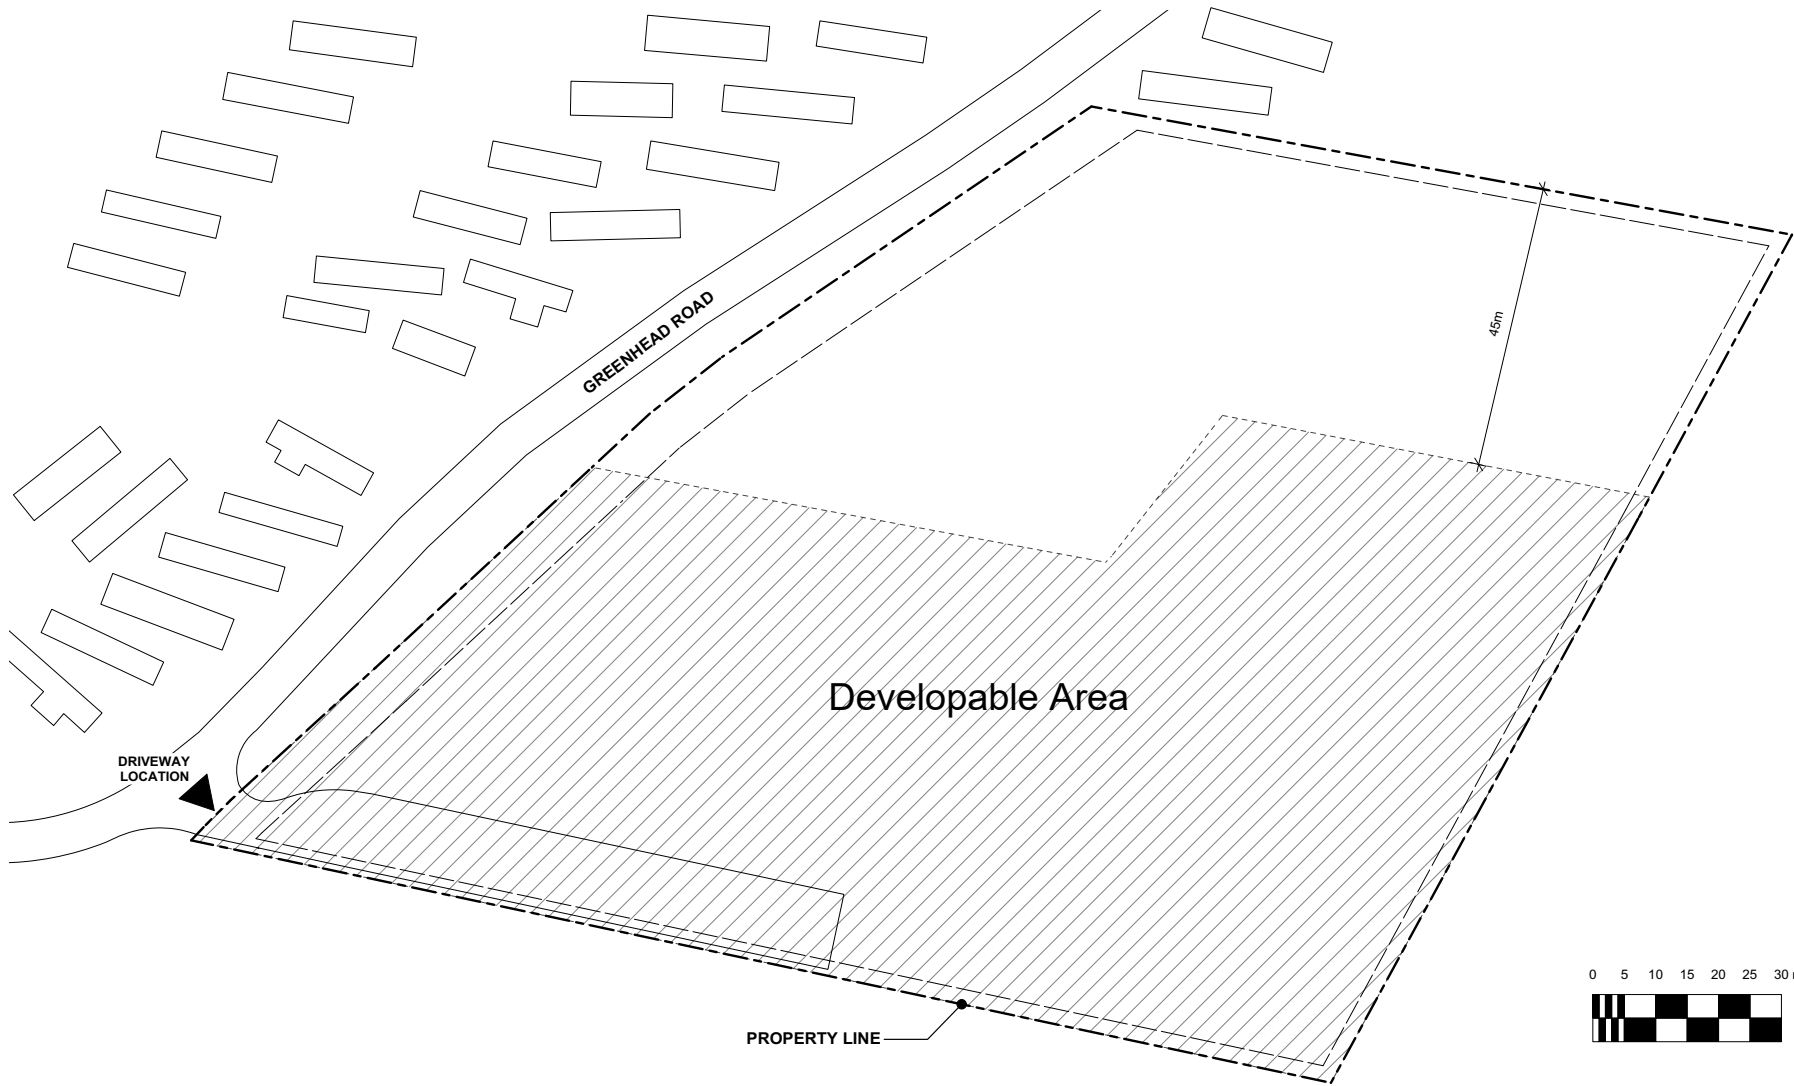 GREENHEAD ROAD
45m
Developable Area
DRIVEWAY
LOCATION
PROPERTY LINE
0 5 10 15 20 25 30